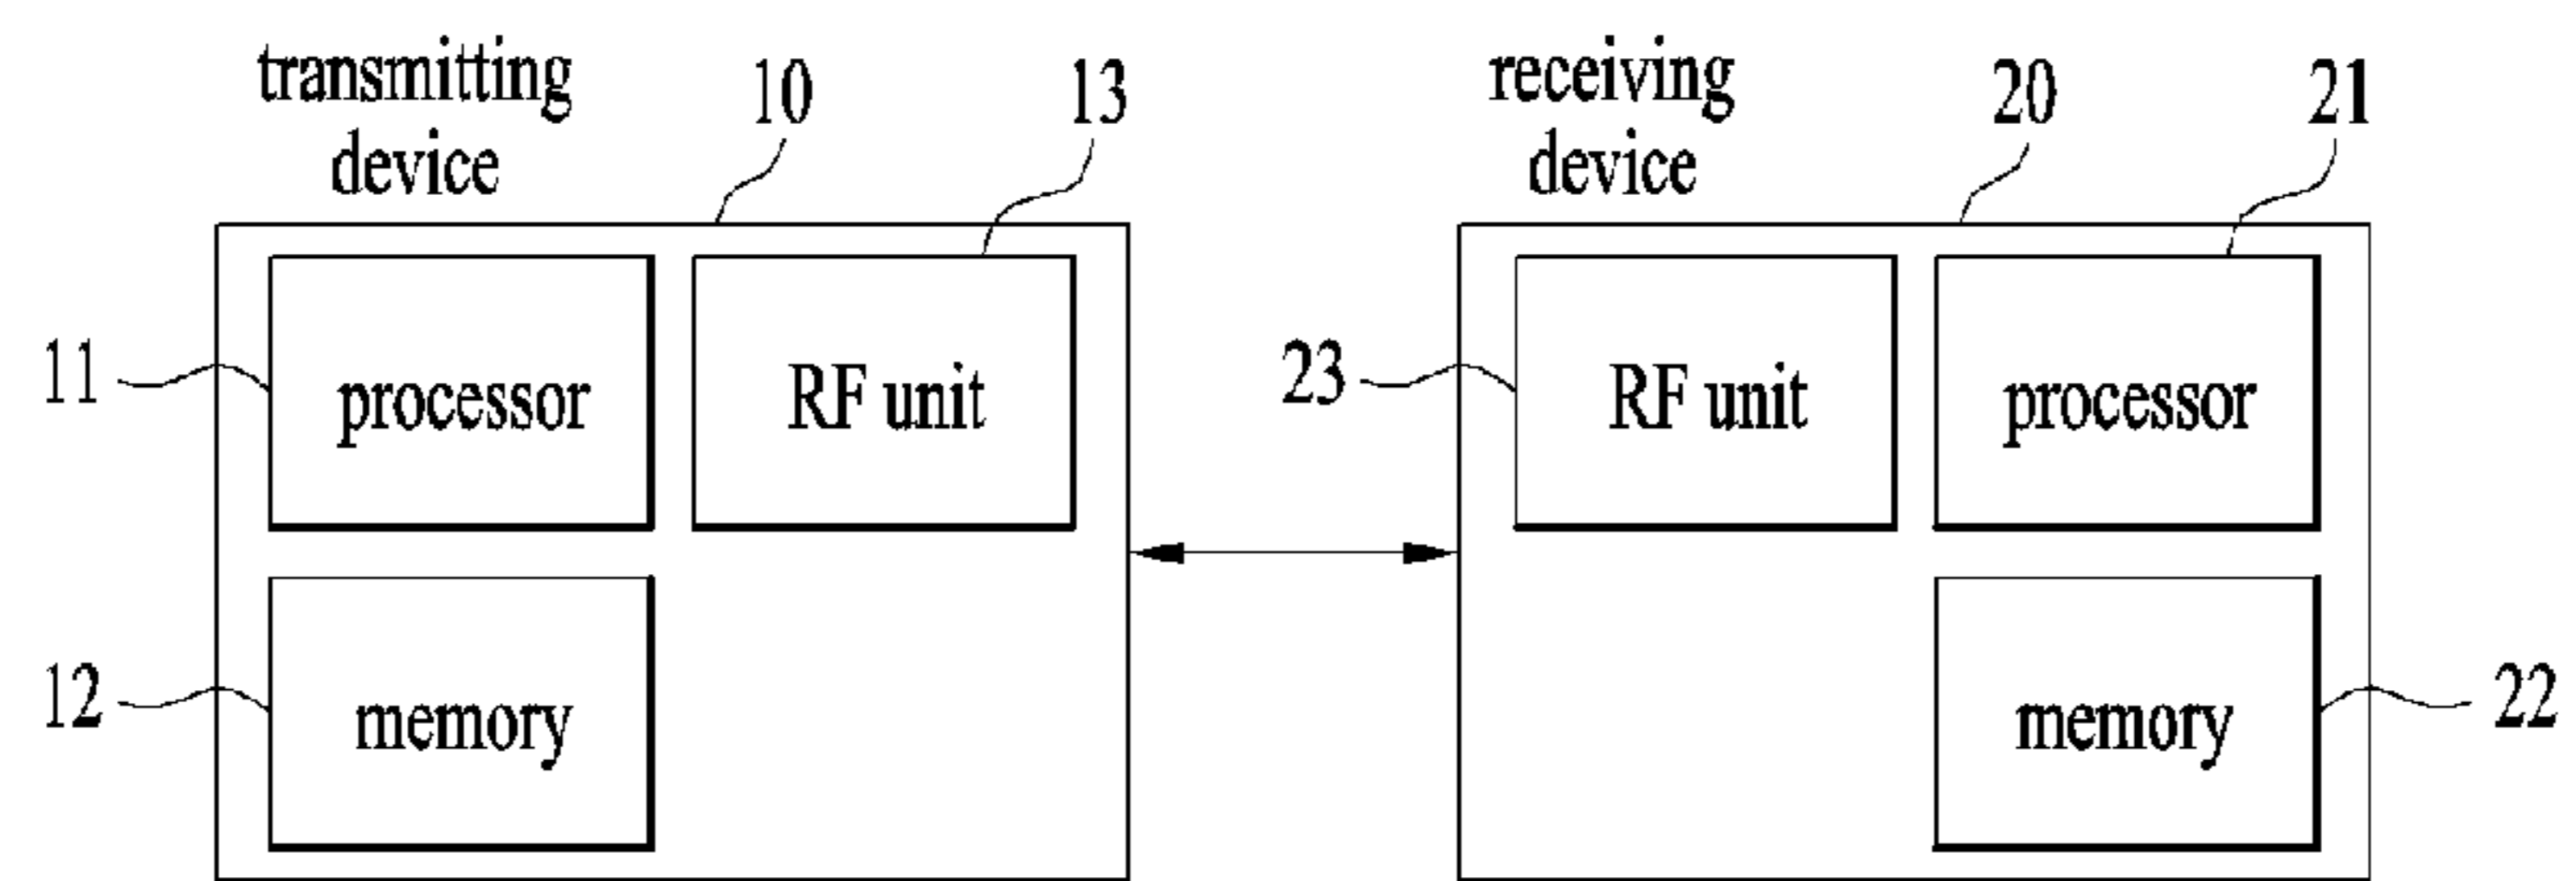 transmitting
device
10
13
receiving
device
20
21
11
processor
RF unit
23
RF unit
processor
12
memory
memory
22